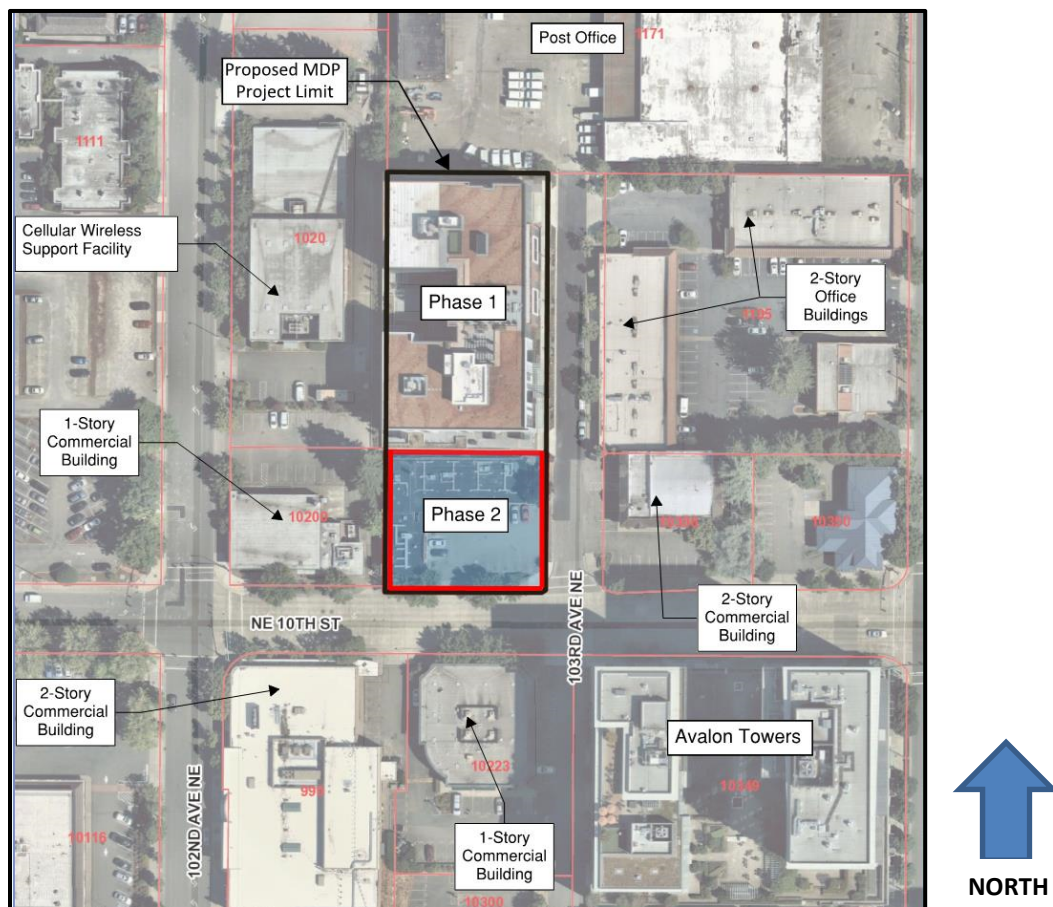 Post Office
1171
Proposed MDP
Project Limit
1111
Cellular Wireless
Support Facility
1020
Phase 1
2-Story
Office
Buildings
1-Story
Commercial
Building
10209
Phase 2
10300
2-Story
Commercial
Building
NE 10TH ST
103RD AVE NE
2-Story
Commercial
Building
Avalon Towers
10223
10116
102ND AVE NE
1-Story
Commercial
Building
10300
NORTH